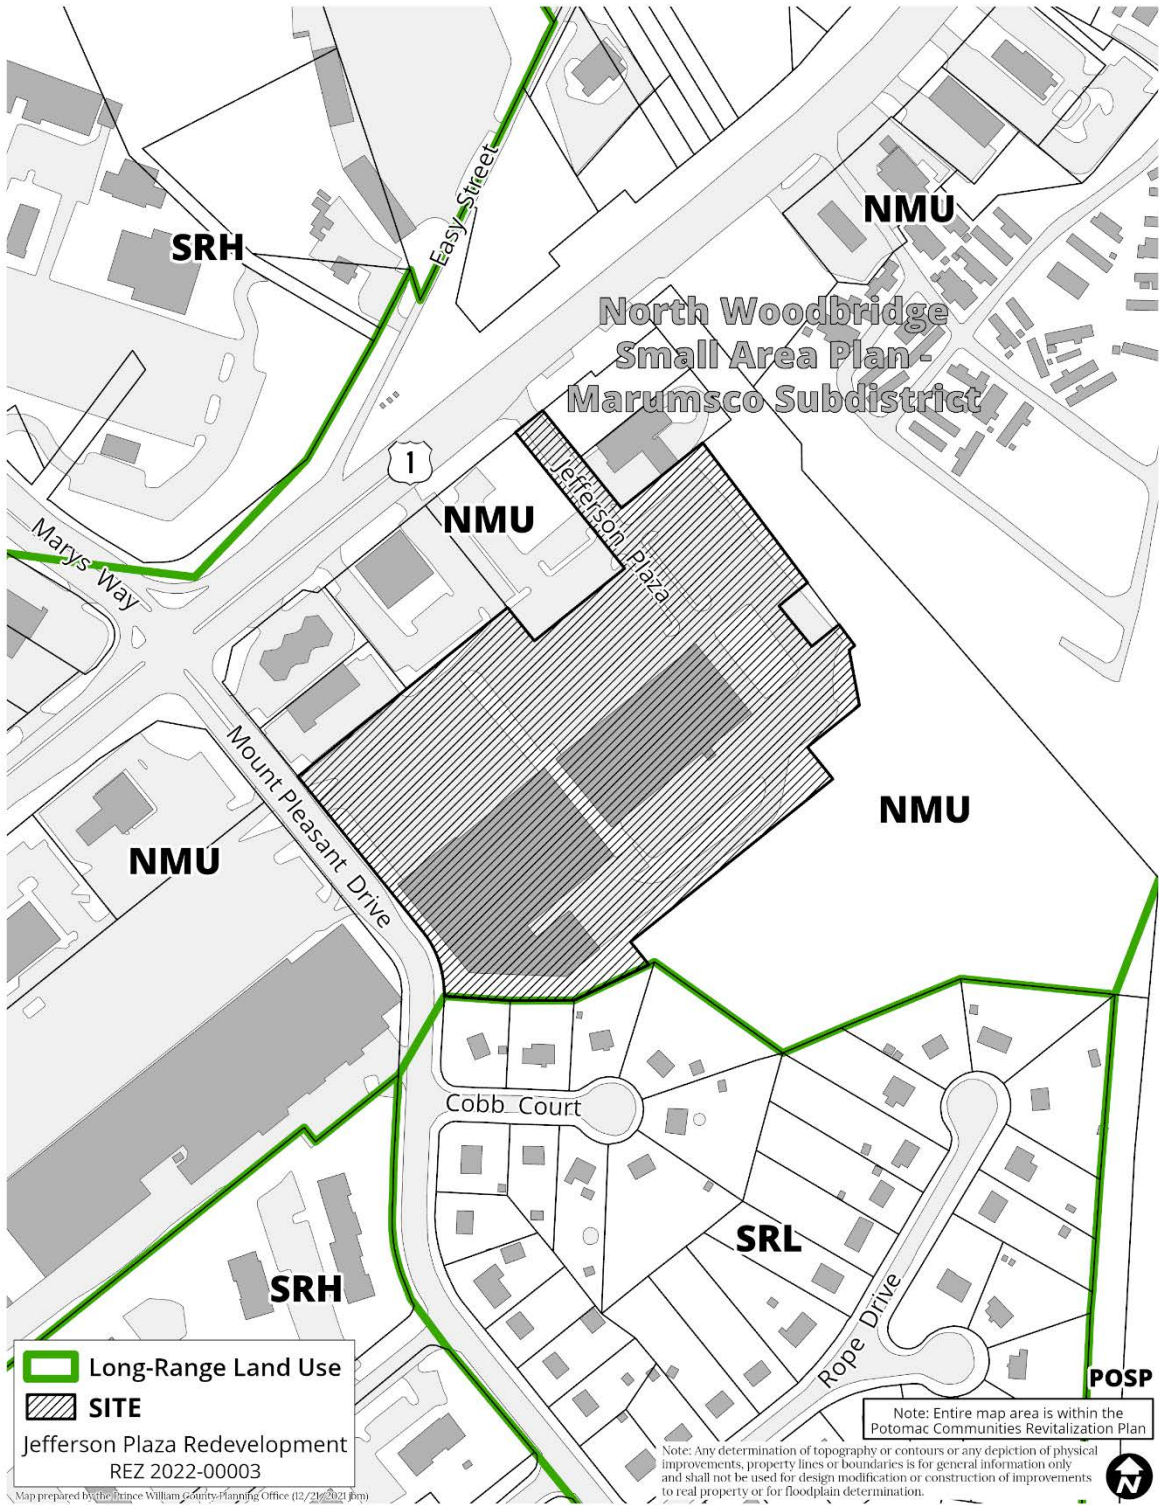 Easy Street
NMU
SRH
North Woodbridge
Small Area Plan -
Marumsco Subdistrict
1
Jefferson Plaza
NMU
Marys Way
Mount Pleasant Drive
NMU
NMU
Cobb Court
SRL
SRH
Rope Drive
POSP
Long-Range Land Use
SITE
Jefferson Plaza Redevelopment
REZ 2022-00003
Note: Entire map area is within the
Potomac Communities Revitalization Plan
Note: Any determination of topography or contours or any depiction of physical
improvements, property lines or boundaries is for general information only
and shall not be used for design modification or construction of improvements
to real property or for floodplain determination.
N
Map prepared by the Prince William County Planning Office (12/21/2021 jbm)